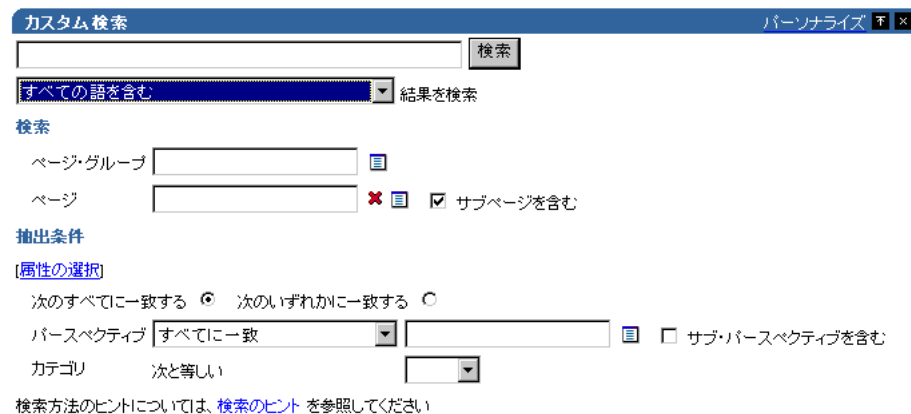 カスタム検索 パーソナライズ
検索
すべての語を含む 結果を検索
検索
ページ・グループ
ページ サブページを含む
抽出条件
[属性の選択]
次のすべてに一致する 次のいずれかに一致する
パースペクティブ すべてに一致 サブ・パースペクティブを含む
カテゴリ 次と等しい
検索方法のヒントについては、検索のヒント を参照してください